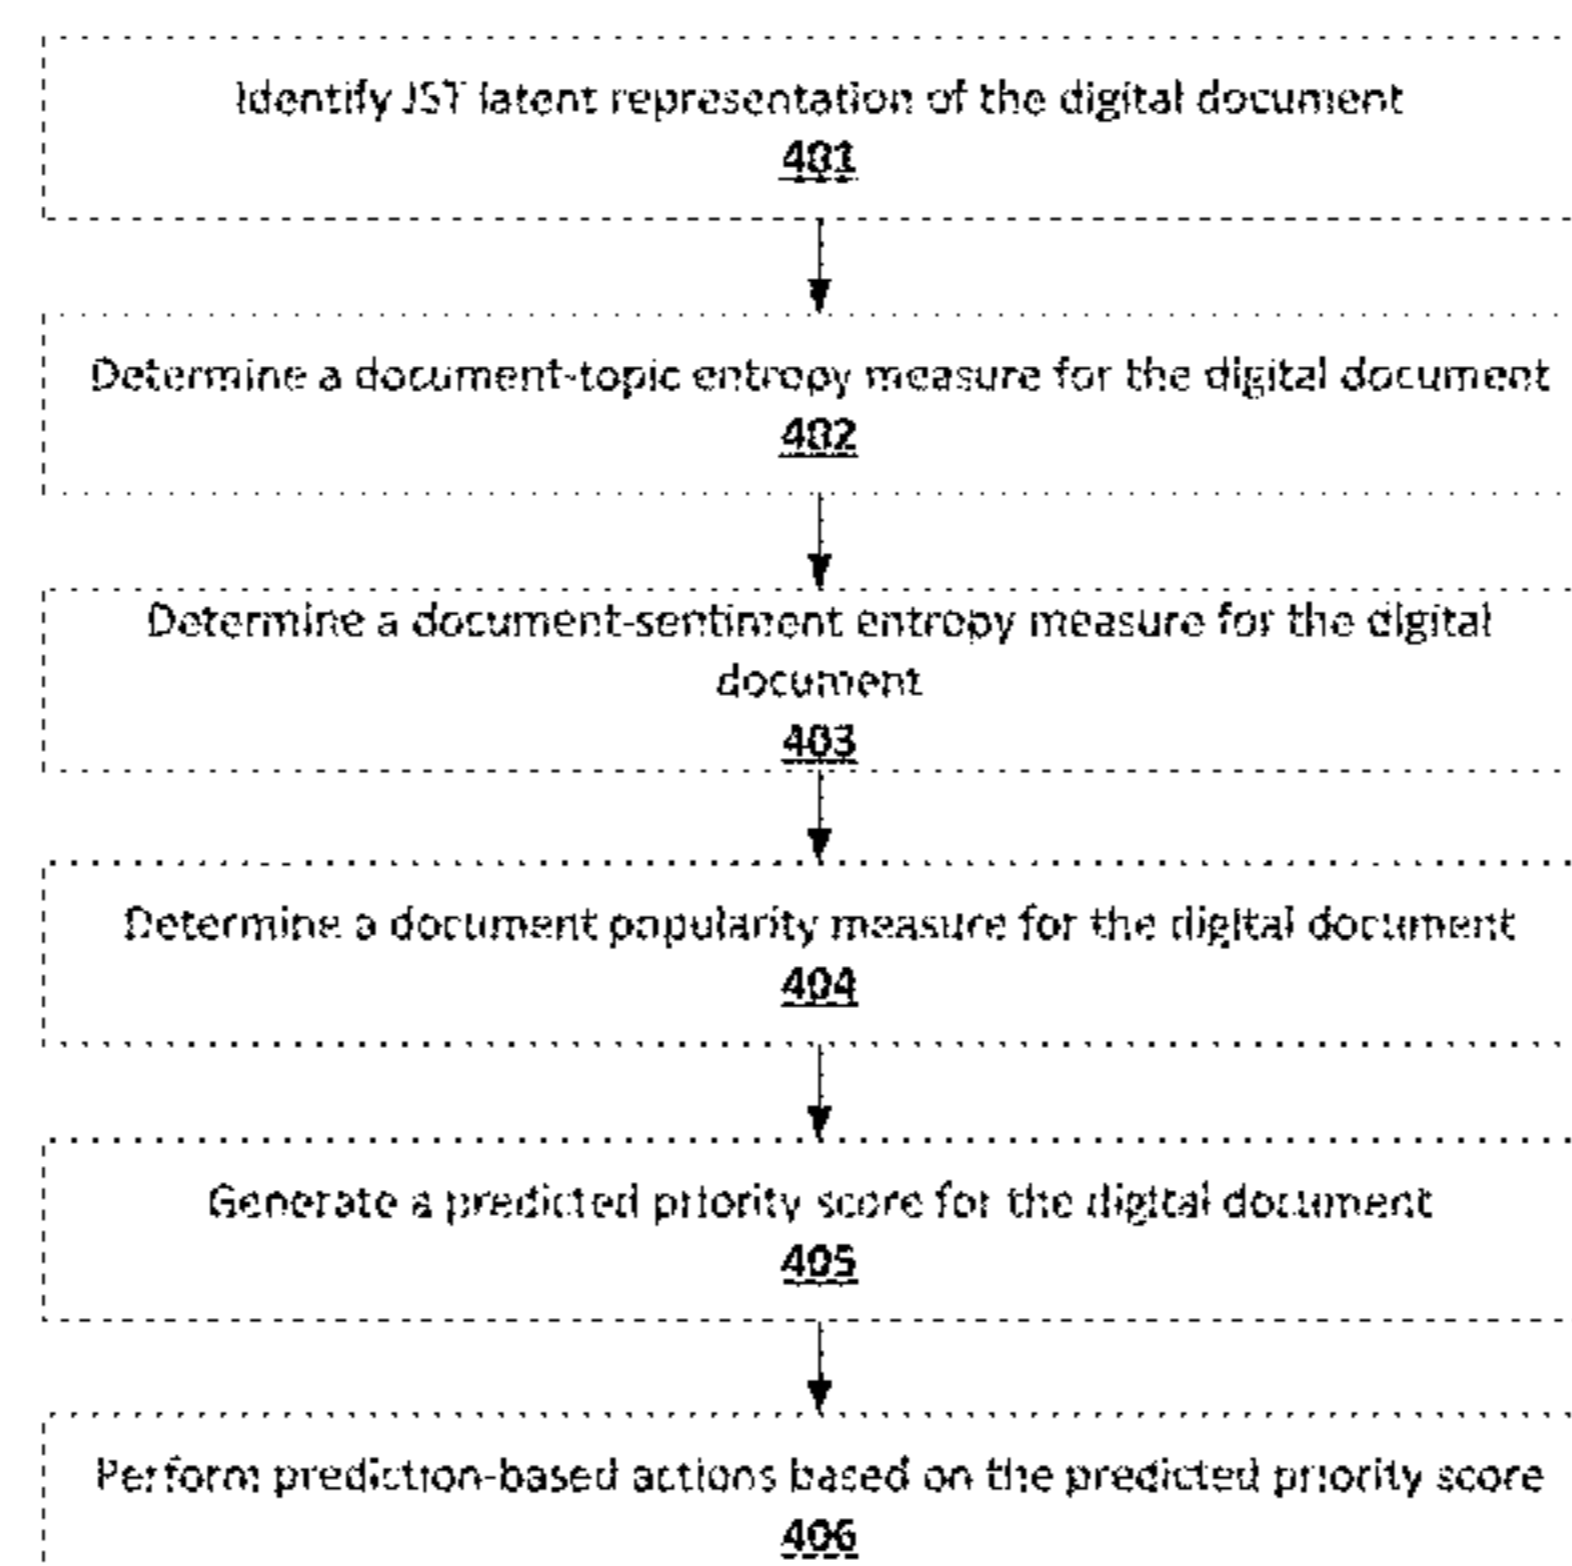 Identify JST latent representation of the digital document
401
Determine a document-topic entropy measure for the digital document
402
Determine a document-sentiment entropy measure for the digital
document
403
Determine a document popularity measure for the digital document
404
Generate a predicted priority score for the digital document
405
Perform prediction-based actions based on the predicted priority score
406